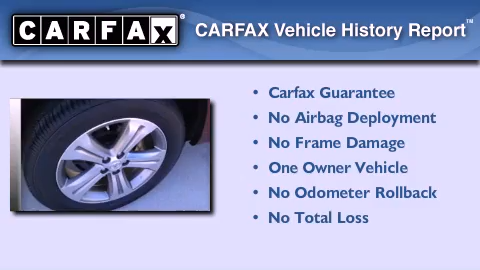 CARFAX®
CARFAX Vehicle History Report™
• Carfax Guarantee
• No Airbag Deployment
• No Frame Damage
• One Owner Vehicle
• No Odometer Rollback
• No Total Loss